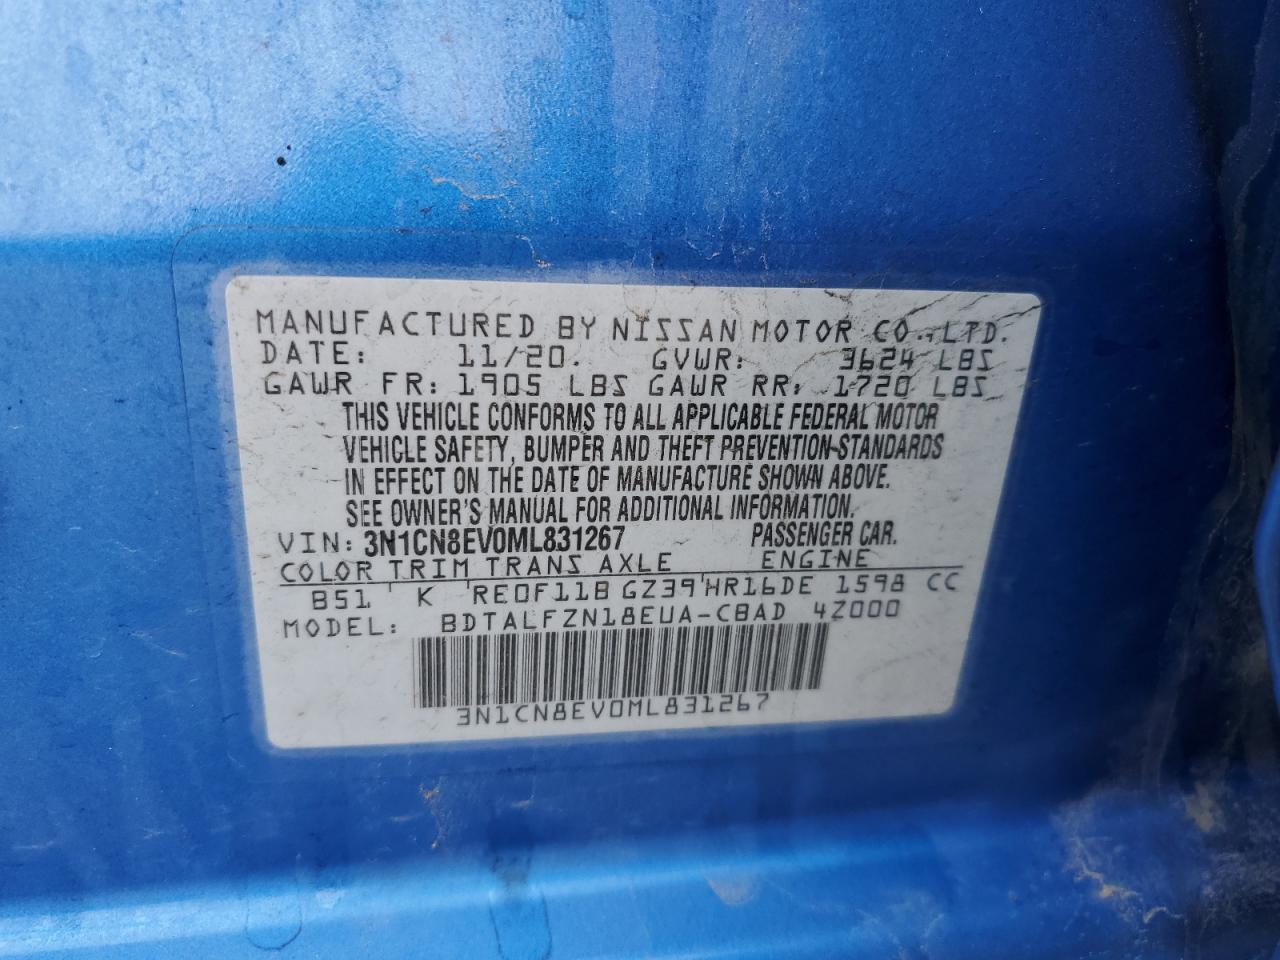 MANUFACTURED BY NISSAN MOTOR CO., LTD.
DATE: 11/20. GVWR: 3624 LBS
GAWR FR: 1905 LBS GAWR RR: 1720 LBS
THIS VEHICLE CONFORMS TO ALL APPLICABLE FEDERAL MOTOR
VEHICLE SAFETY, BUMPER AND THEFT PREVENTION STANDARDS
IN EFFECT ON THE DATE OF MANUFACTURE SHOWN ABOVE.
SEE OWNER'S MANUAL FOR ADDITIONAL INFORMATION.
VIN: 3N1CN8EV0ML831267 PASSENGER CAR.
COLOR TRIM TRANS AXLE ENGINE
B51 K RE0F11B GZ39 HR16DE 1598 CC
MODEL: BDTALFZN18EUA-CBAD 4Z000
3N1CN8EV0ML831267